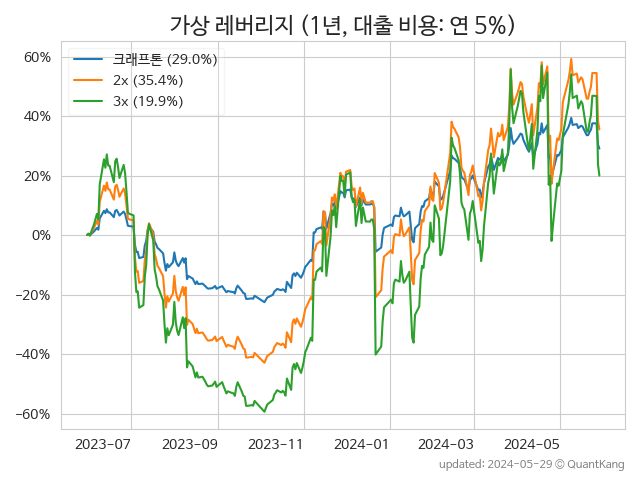 가상 레버리지 (1년, 대출 비용: 연 5%)
크래프톤 (29.0%)
2x (35.4%)
3x (19.9%)
60%
40%
20%
0%
−20%
−40%
−60%
2023-07 2023-09 2023-11 2024-01 2024-03 2024-05
updated: 2024-05-29 © QuantKang